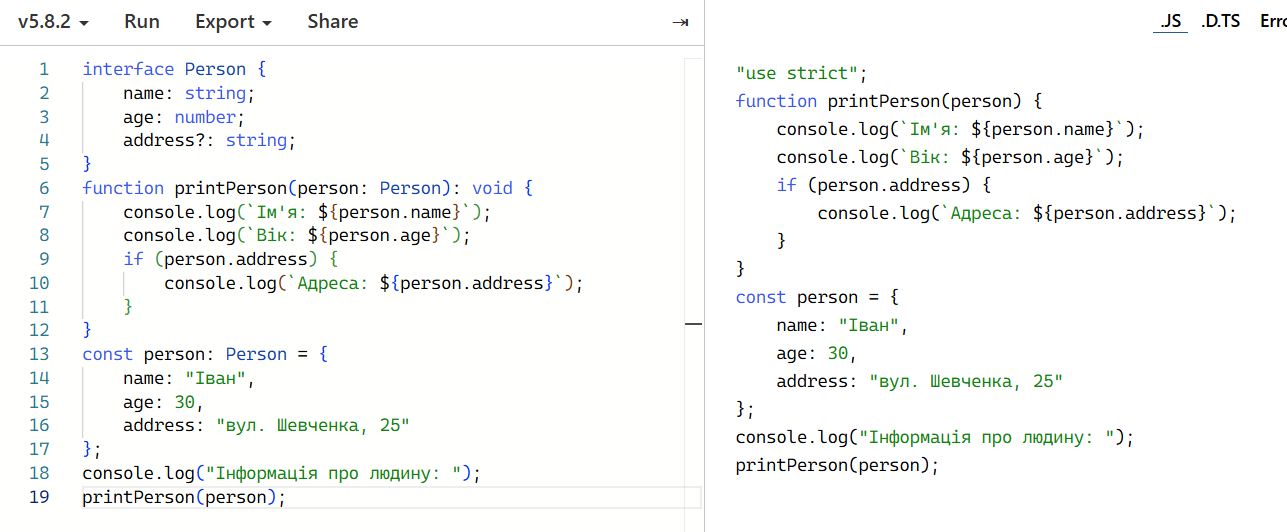 v5.8.2 Run Export Share
.JS .D.TS Erro
1 interface Person {
2     name: string;
3     age: number;
4     address?: string;
5 }
6 function printPerson(person: Person): void {
7     console.log(`Ім'я: ${person.name}`);
8     console.log(`Вік: ${person.age}`);
9     if (person.address) {
10         console.log(`Адреса: ${person.address}`);
11     }
12 }
13 const person: Person = {
14     name: "Іван",
15     age: 30,
16     address: "вул. Шевченка, 25"
17 };
18 console.log("Інформація про людину: ");
19 printPerson(person);
"use strict";
function printPerson(person) {
    console.log(`Ім'я: ${person.name}`);
    console.log(`Вік: ${person.age}`);
    if (person.address) {
        console.log(`Адреса: ${person.address}`);
    }
}
const person = {
    name: "Іван",
    age: 30,
    address: "вул. Шевченка, 25"
};
console.log("Інформація про людину: ");
printPerson(person);